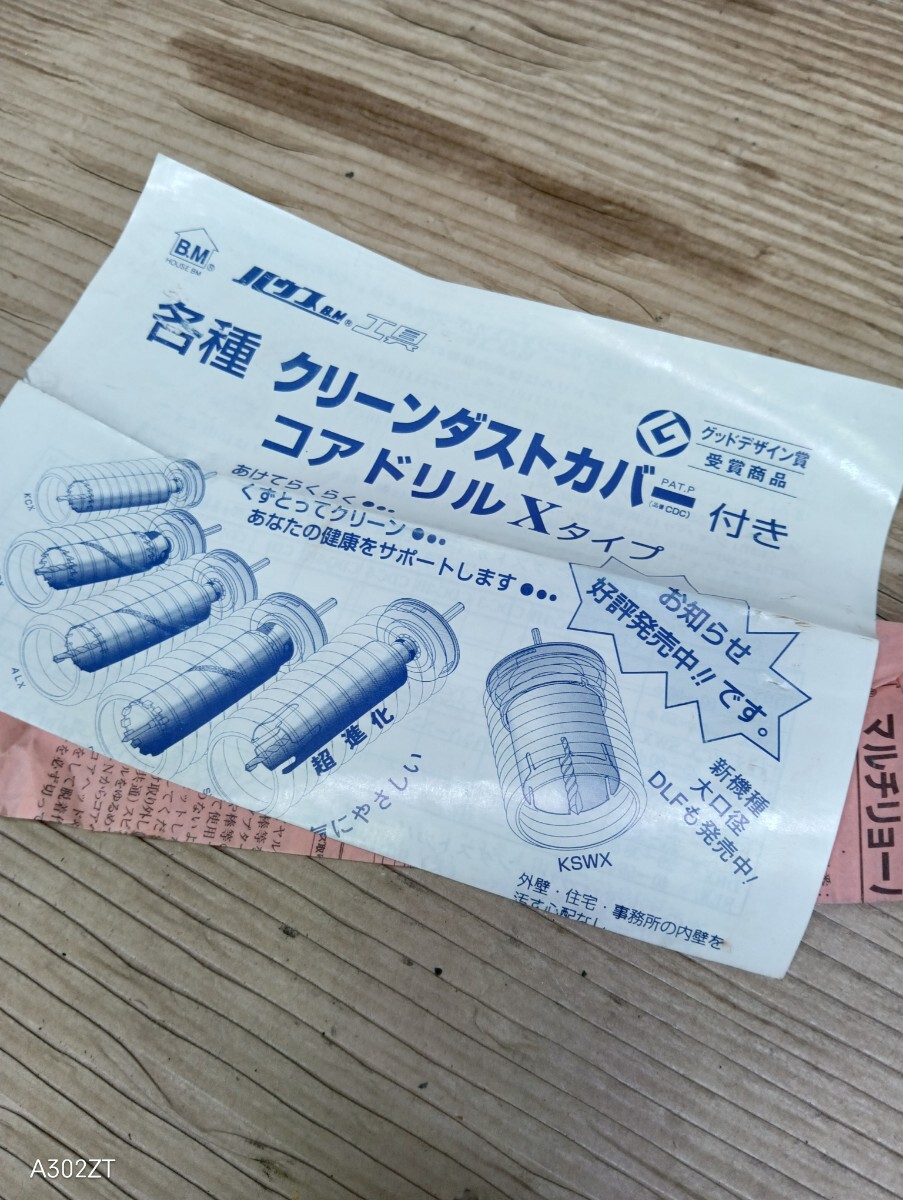 B.M®
HOUSE BM
ハウスB.M®工具
各種 クリーンダストカバー付き
PAT.P
コアドリルXタイプ
グッドデザイン賞
受賞商品
あけてらくらく●●●
くずとってクリーン●●●
あなたの健康をサポートします●●●
お知らせ
好評発売中!!です。
KCX
ALX
超進化
KSWX
新機種
大口径
DLFも発売中!
外壁・住宅・事務所の内壁を
汚す心配なし
マルチリョー)
A302ZT